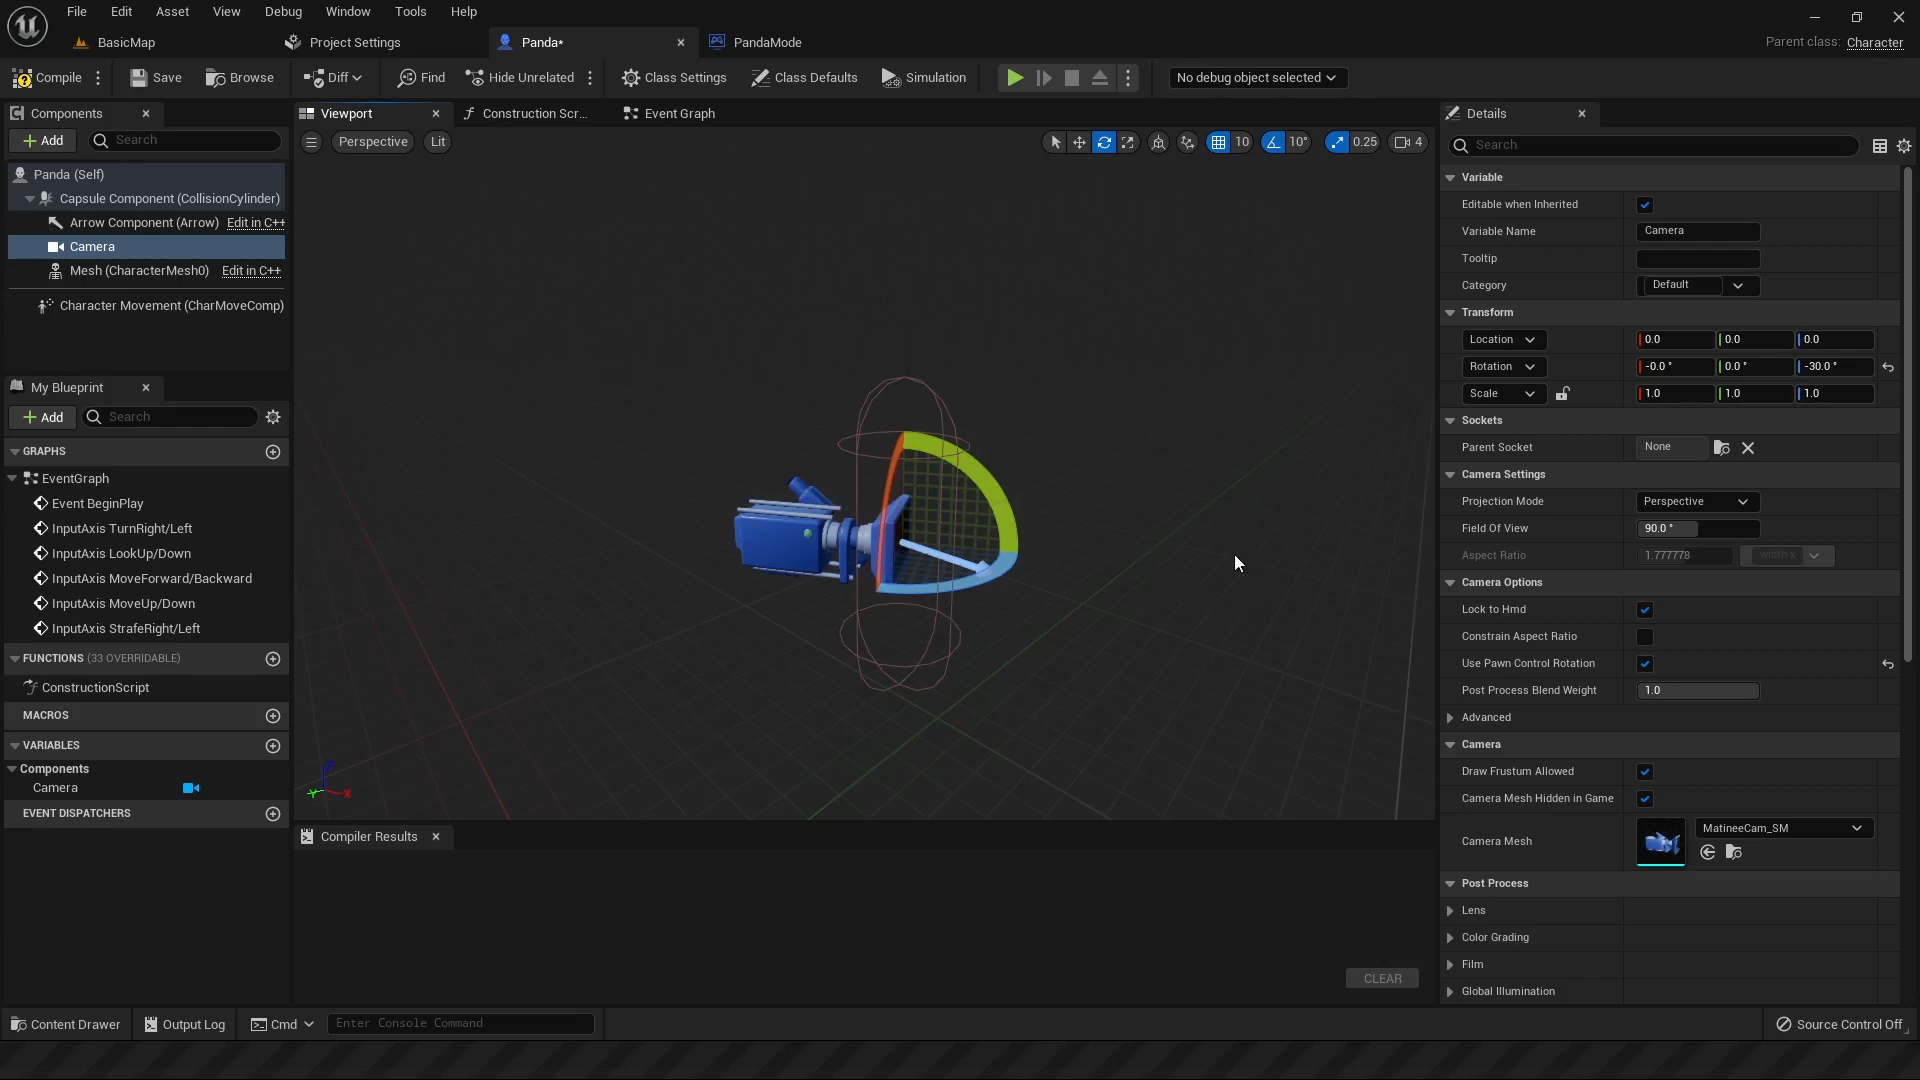 File Edit Asset View Debug Window Tools Help
BasicMap Project Settings Panda* PandaMode
Parent class: Character
Compile Save Browse Diff Find Hide Unrelated Class Settings Class Defaults Simulation No debug object selected
Components
Add Search
Panda (Self)
Capsule Component (CollisionCylinder)
Arrow Component (Arrow) Edit in C++
Camera
Mesh (CharacterMesh0) Edit in C++
Character Movement (CharMoveComp)
My Blueprint
Add Search
GRAPHS
EventGraph
Event BeginPlay
InputAxis TurnRight/Left
InputAxis LookUp/Down
InputAxis MoveForward/Backward
InputAxis MoveUp/Down
InputAxis StrafeRight/Left
FUNCTIONS (33 OVERRIDABLE)
ConstructionScript
MACROS
VARIABLES
Components
Camera
EVENT DISPATCHERS
Viewport Construction Scr... Event Graph
Perspective Lit 10 10° 0.25 4
Z
Y X
Compiler Results
CLEAR
Details
Search
Variable
Editable when Inherited
Variable Name Camera
Tooltip
Category Default
Transform
Location 0.0 0.0 0.0
Rotation -0.0 ° 0.0 ° -30.0 °
Scale 1.0 1.0 1.0
Sockets
Parent Socket None
Camera Settings
Projection Mode Perspective
Field Of View 90.0 °
Aspect Ratio 1.777778 width x
Camera Options
Lock to Hmd
Constrain Aspect Ratio
Use Pawn Control Rotation
Post Process Blend Weight 1.0
Advanced
Camera
Draw Frustum Allowed
Camera Mesh Hidden in Game
Camera Mesh MatineeCam_SM
Post Process
Lens
Color Grading
Film
Global Illumination
Content Drawer Output Log Cmd Enter Console Command Source Control Off